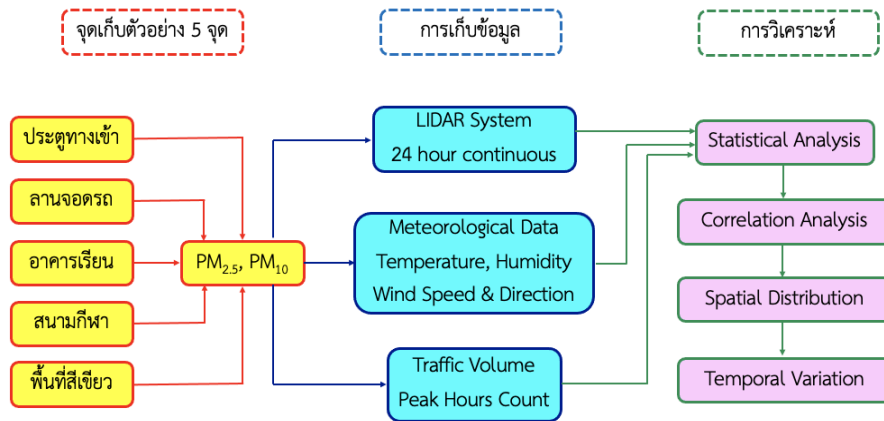 จุดเก็บตัวอย่าง 5 จุด
การเก็บข้อมูล
การวิเคราะห์
ประตูทางเข้า
ลานจอดรถ
อาคารเรียน
สนามกีฬา
พื้นที่สีเขียว
PM2.5, PM10
LIDAR System
24 hour continuous
Meteorological Data
Temperature, Humidity
Wind Speed & Direction
Traffic Volume
Peak Hours Count
Statistical Analysis
Correlation Analysis
Spatial Distribution
Temporal Variation